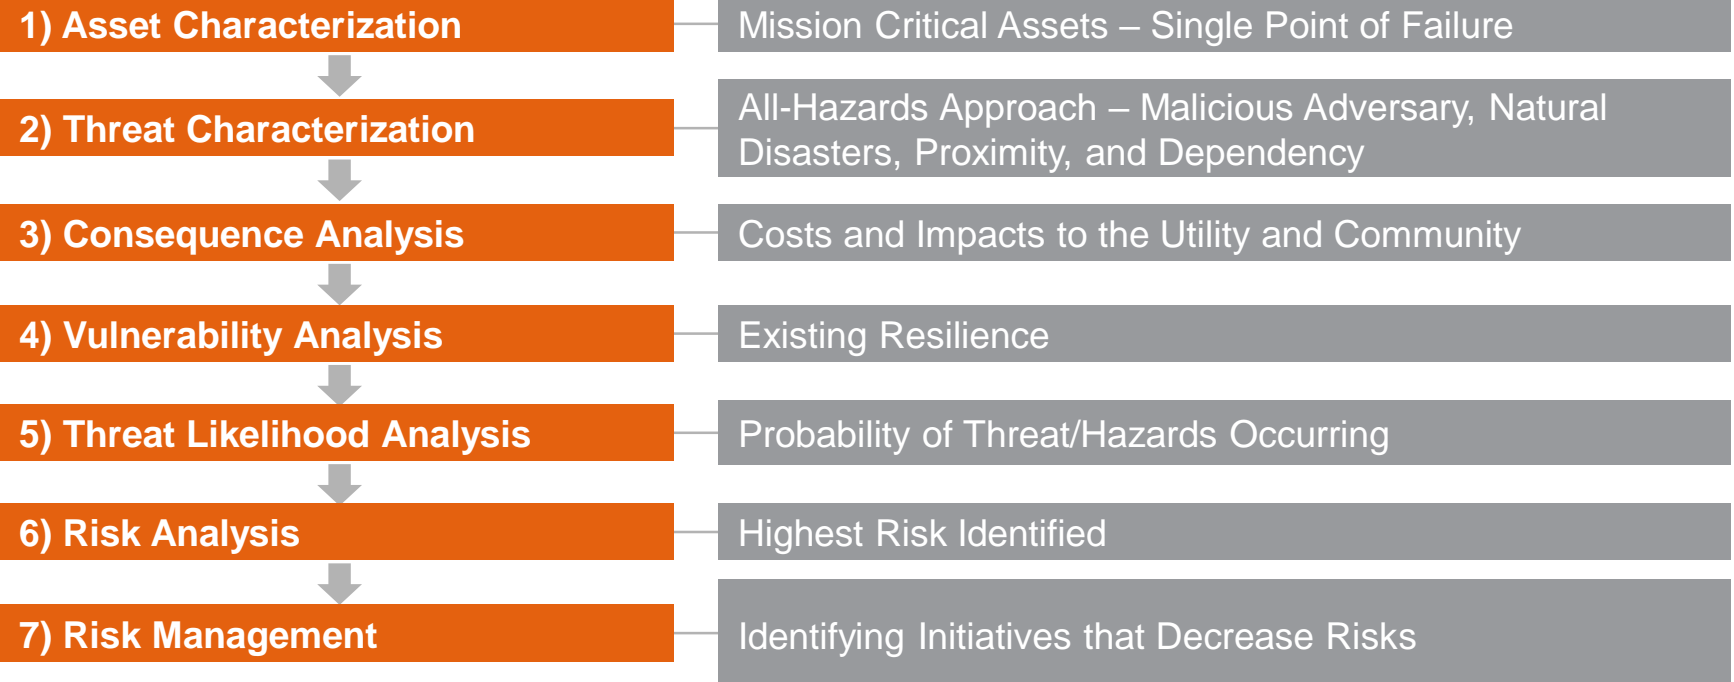 1) Asset Characterization
Mission Critical Assets – Single Point of Failure
2) Threat Characterization
All-Hazards Approach – Malicious Adversary, Natural
Disasters, Proximity, and Dependency
3) Consequence Analysis
Costs and Impacts to the Utility and Community
4) Vulnerability Analysis
Existing Resilience
5) Threat Likelihood Analysis
Probability of Threat/Hazards Occurring
6) Risk Analysis
Highest Risk Identified
7) Risk Management
Identifying Initiatives that Decrease Risks